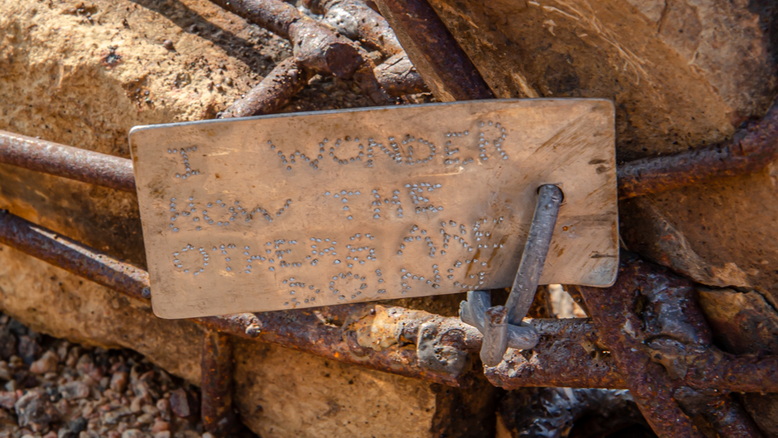 I WONDER
HOW THE
OTHERS ARE
DOING